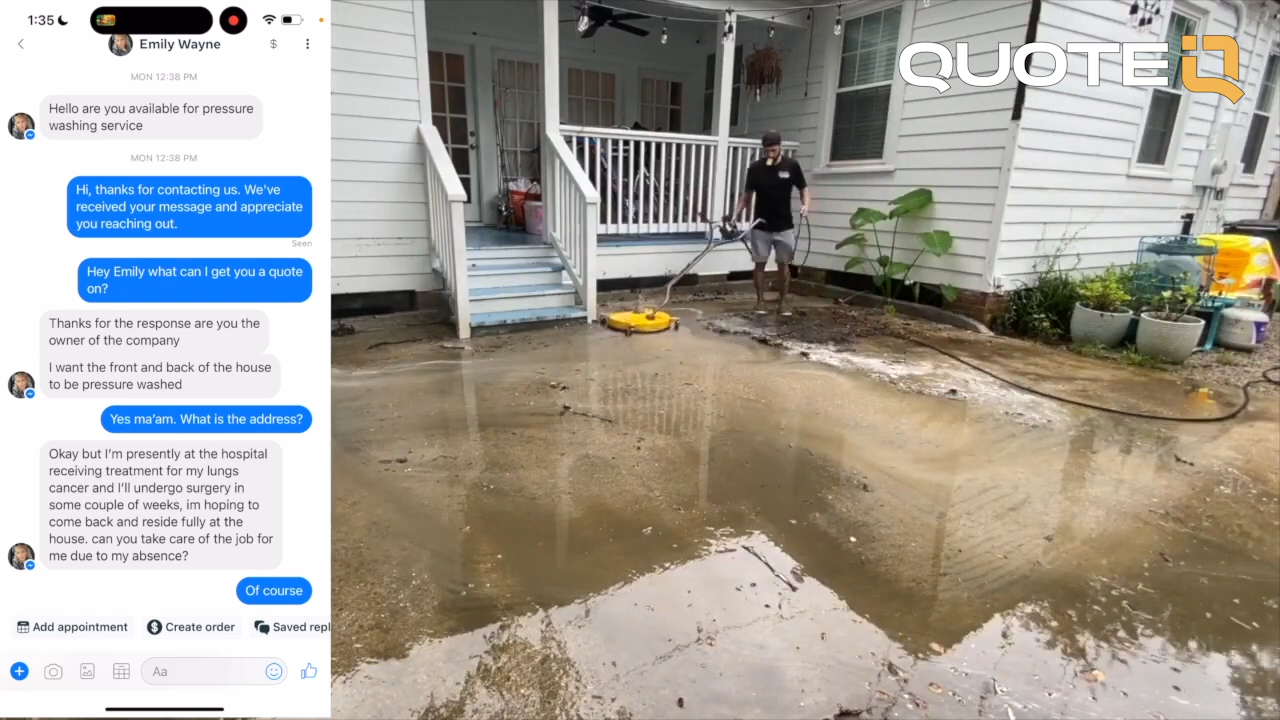 1:35
Emily Wayne
$
MON 12:38 PM
Hello are you available for pressure
washing service
MON 12:38 PM
Hi, thanks for contacting us. We've
received your message and appreciate
you reaching out.
Seen
Hey Emily what can I get you a quote
on?
Thanks for the response are you the
owner of the company
I want the front and back of the house
to be pressure washed
Yes ma'am. What is the address?
Okay but I'm presently at the hospital
receiving treatment for my lungs
cancer and I'll undergo surgery in
some couple of weeks, im hoping to
come back and reside fully at the
house. can you take care of the job for
me due to my absence?
Of course
Add appointment
Create order
Saved repl
Aa
QUOTE IQ